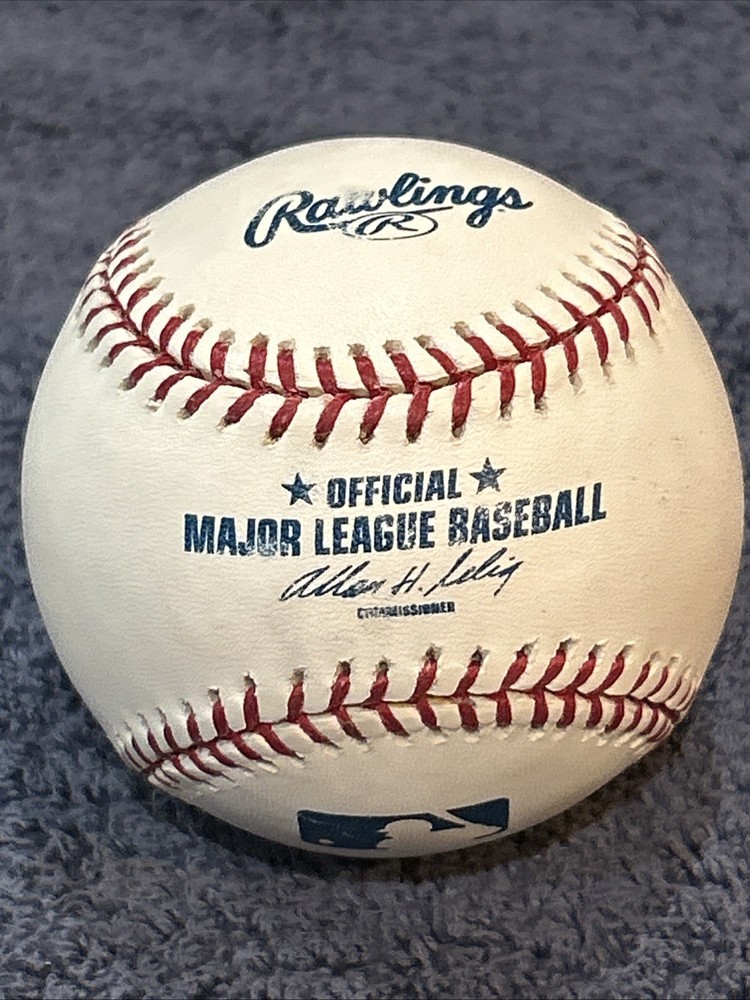 Rawlings
R
★ OFFICIAL ★
MAJOR LEAGUE BASEBALL
Allan H. Selig
COMMISSIONER